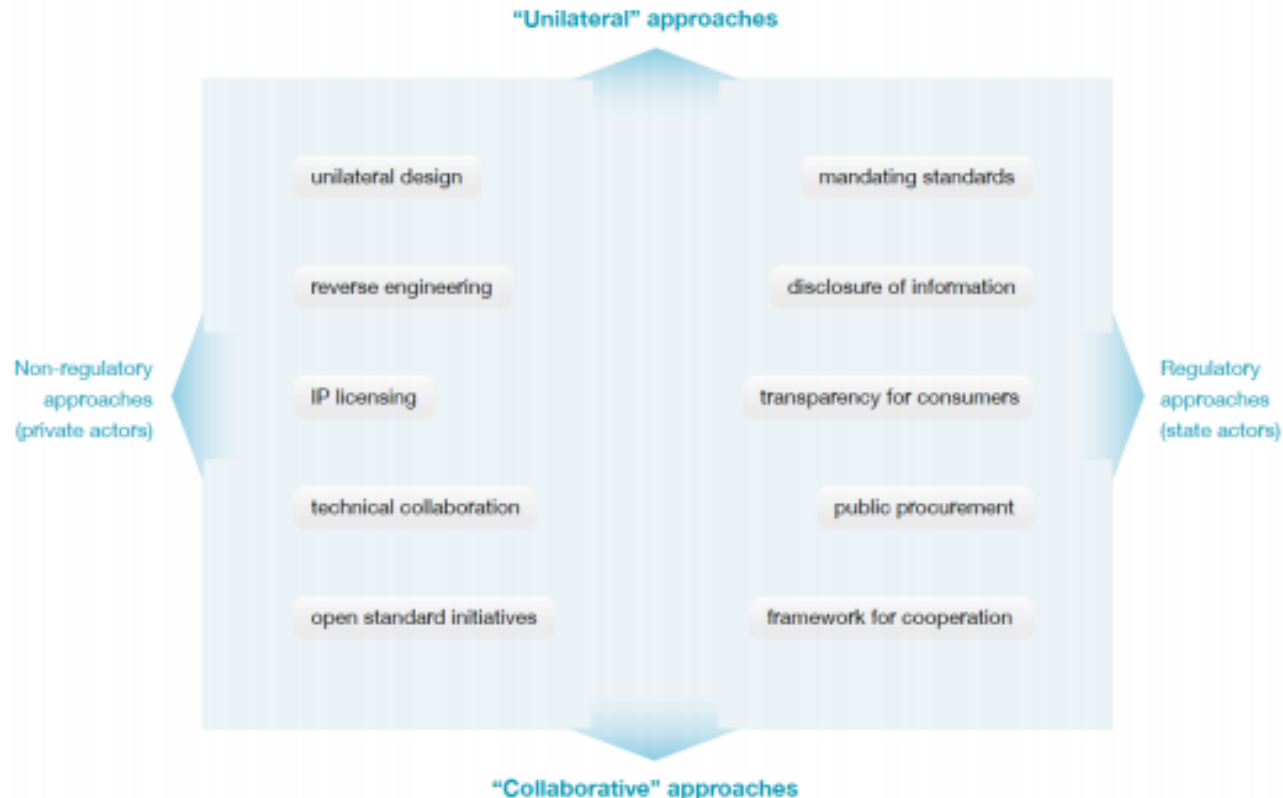 “Unilateral” approaches
unilateral design
mandating standards
reverse engineering
disclosure of information
Non-regulatory
approaches
(private actors)
IP licensing
transparency for consumers
Regulatory
approaches
(state actors)
technical collaboration
public procurement
open standard initiatives
framework for cooperation
“Collaborative” approaches